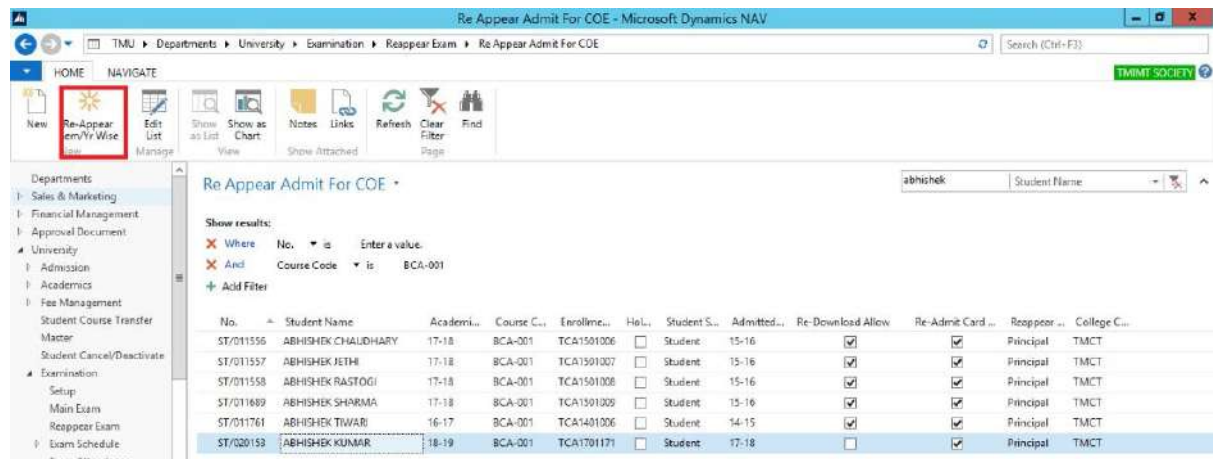 Re Appear Admit For COE - Microsoft Dynamics NAV
TMU Departments University Examination Reappear Exam Re Appear Admit For COE Search (Ctrl+F3)
HOME NAVIGATE TMIMT SOCIETY
New Re-Appear Edit Show Show as Notes Links Refresh Clear Find
em/Yr Wise List as List Chart Filter
New Manage View Show Attached Page
Departments
Sales & Marketing
Financial Management
Approval Document
University
Admission
Academics
Fee Management
Student Course Transfer
Master
Student Cancel/Deactivate
Examination
Setup
Main Exam
Reappear Exam
Exam Schedule
Re Appear Admit For COE abhishek Student Name
Show results:
Where No. is Enter a value.
And Course Code is BCA-001
Add Filter
No. Student Name Academi... Course C... Enrollme... Hol... Student S... Admitted... Re-Download Allow Re-Admit Card ... Reappear ... College C...
ST/011556 ABHISHEK CHAUDHARY 17-18 BCA-001 TCA1501006 Student 15-16 Principal TMCT
ST/011557 ABHISHEK JETHI 17-18 BCA-001 TCA1501007 Student 15-16 Principal TMCT
ST/011558 ABHISHEK RASTOGI 17-18 BCA-001 TCA1501008 Student 15-16 Principal TMCT
ST/011689 ABHISHEK SHARMA 17-18 BCA-001 TCA1501009 Student 15-16 Principal TMCT
ST/011761 ABHISHEK TIWARI 16-17 BCA-001 TCA1401006 Student 14-15 Principal TMCT
ST/020153 ABHISHEK KUMAR 18-19 BCA-001 TCA1701171 Student 17-18 Principal TMCT